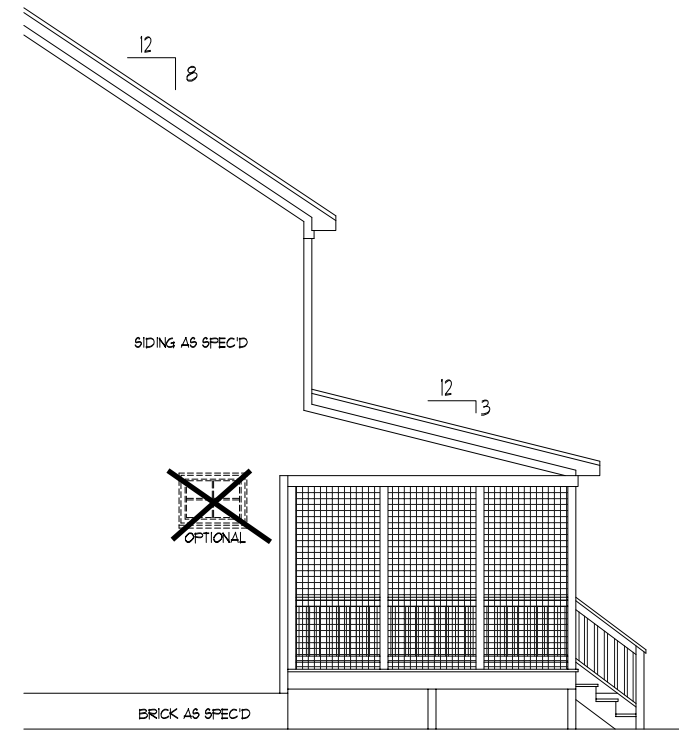 12
8
SIDING AS SPEC'D
12
3
OPTIONAL
BRICK AS SPEC'D